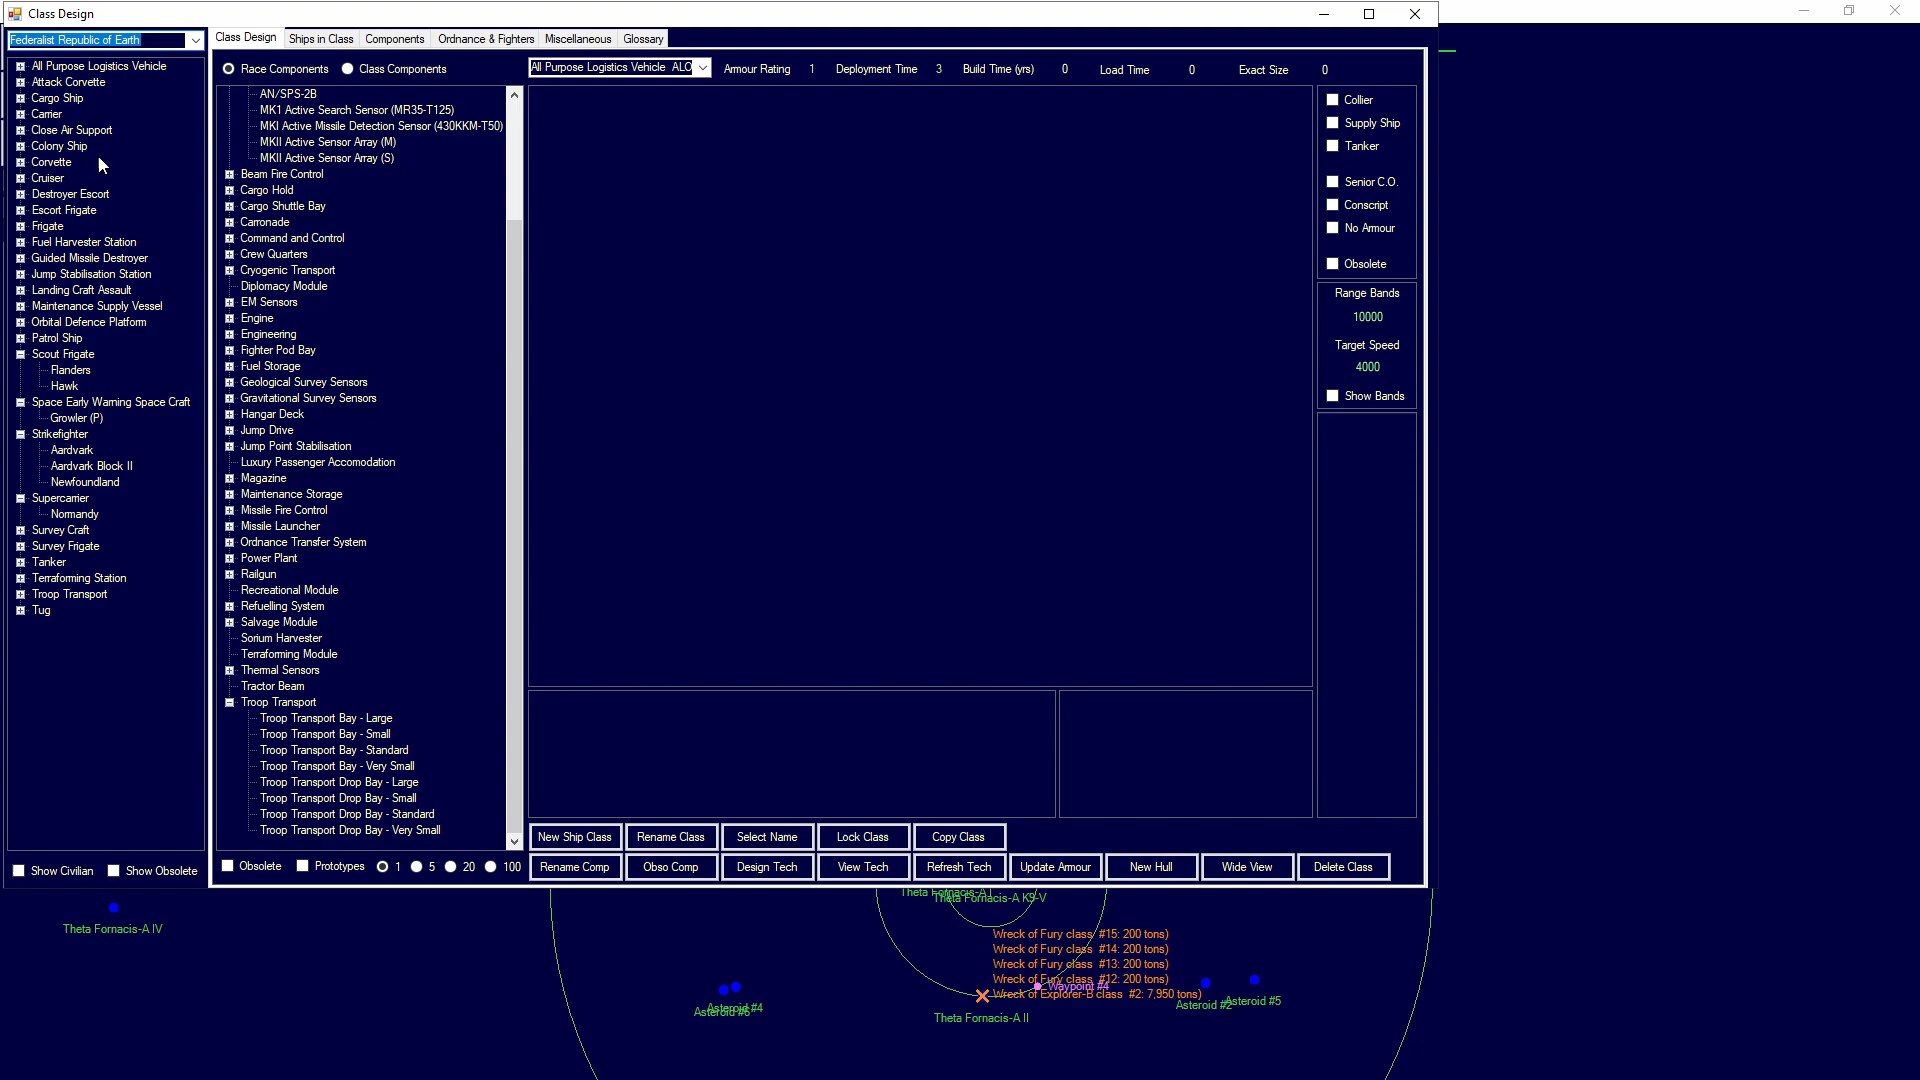 Class Design
Federalist Republic of Earth
All Purpose Logistics Vehicle
Attack Corvette
Cargo Ship
Carrier
Close Air Support
Colony Ship
Corvette
Cruiser
Destroyer Escort
Escort Frigate
Frigate
Fuel Harvester Station
Guided Missile Destroyer
Jump Stabilisation Station
Landing Craft Assault
Maintenance Supply Vessel
Orbital Defence Platform
Patrol Ship
Scout Frigate
Flanders
Hawk
Space Early Warning Space Craft
Growler (P)
Strikefighter
Aardvark
Aardvark Block II
Newfoundland
Supercarrier
Normandy
Survey Craft
Survey Frigate
Tanker
Terraforming Station
Troop Transport
Tug
Show Civilian Show Obsolete
Class Design Ships in Class Components Ordnance & Fighters Miscellaneous Glossary
Race Components Class Components
AN/SPS-2B
MK1 Active Search Sensor (MR35-T125)
MKI Active Missile Detection Sensor (430KKM-T50)
MKII Active Sensor Array (M)
MKII Active Sensor Array (S)
Beam Fire Control
Cargo Hold
Cargo Shuttle Bay
Carronade
Command and Control
Crew Quarters
Cryogenic Transport
Diplomacy Module
EM Sensors
Engine
Engineering
Fighter Pod Bay
Fuel Storage
Geological Survey Sensors
Gravitational Survey Sensors
Hangar Deck
Jump Drive
Jump Point Stabilisation
Luxury Passenger Accomodation
Magazine
Maintenance Storage
Missile Fire Control
Missile Launcher
Ordnance Transfer System
Power Plant
Railgun
Recreational Module
Refuelling System
Salvage Module
Sorium Harvester
Terraforming Module
Thermal Sensors
Tractor Beam
Troop Transport
Troop Transport Bay - Large
Troop Transport Bay - Small
Troop Transport Bay - Standard
Troop Transport Bay - Very Small
Troop Transport Drop Bay - Large
Troop Transport Drop Bay - Small
Troop Transport Drop Bay - Standard
Troop Transport Drop Bay - Very Small
Obsolete Prototypes 1 5 20 100
All Purpose Logistics Vehicle ALO Armour Rating 1 Deployment Time 3 Build Time (yrs) 0 Load Time 0 Exact Size 0
Collier
Supply Ship
Tanker
Senior C.O.
Conscript
No Armour
Obsolete
Range Bands
10000
Target Speed
4000
Show Bands
New Ship Class Rename Class Select Name Lock Class Copy Class
Rename Comp Obso Comp Design Tech View Tech Refresh Tech Update Armour New Hull Wide View Delete Class
Theta Fornacis-A I
Theta Fornacis-A K9-V
Theta Fornacis-A IV
Wreck of Fury class #15: 200 tons)
Wreck of Fury class #14: 200 tons)
Wreck of Fury class #13: 200 tons)
Wreck of Fury class #12: 200 tons)
Waypoint #4
Wreck of Explorer-B class #2: 7,950 tons)
Asteroid #4
Asteroid #6
Asteroid #2
Asteroid #5
Theta Fornacis-A II